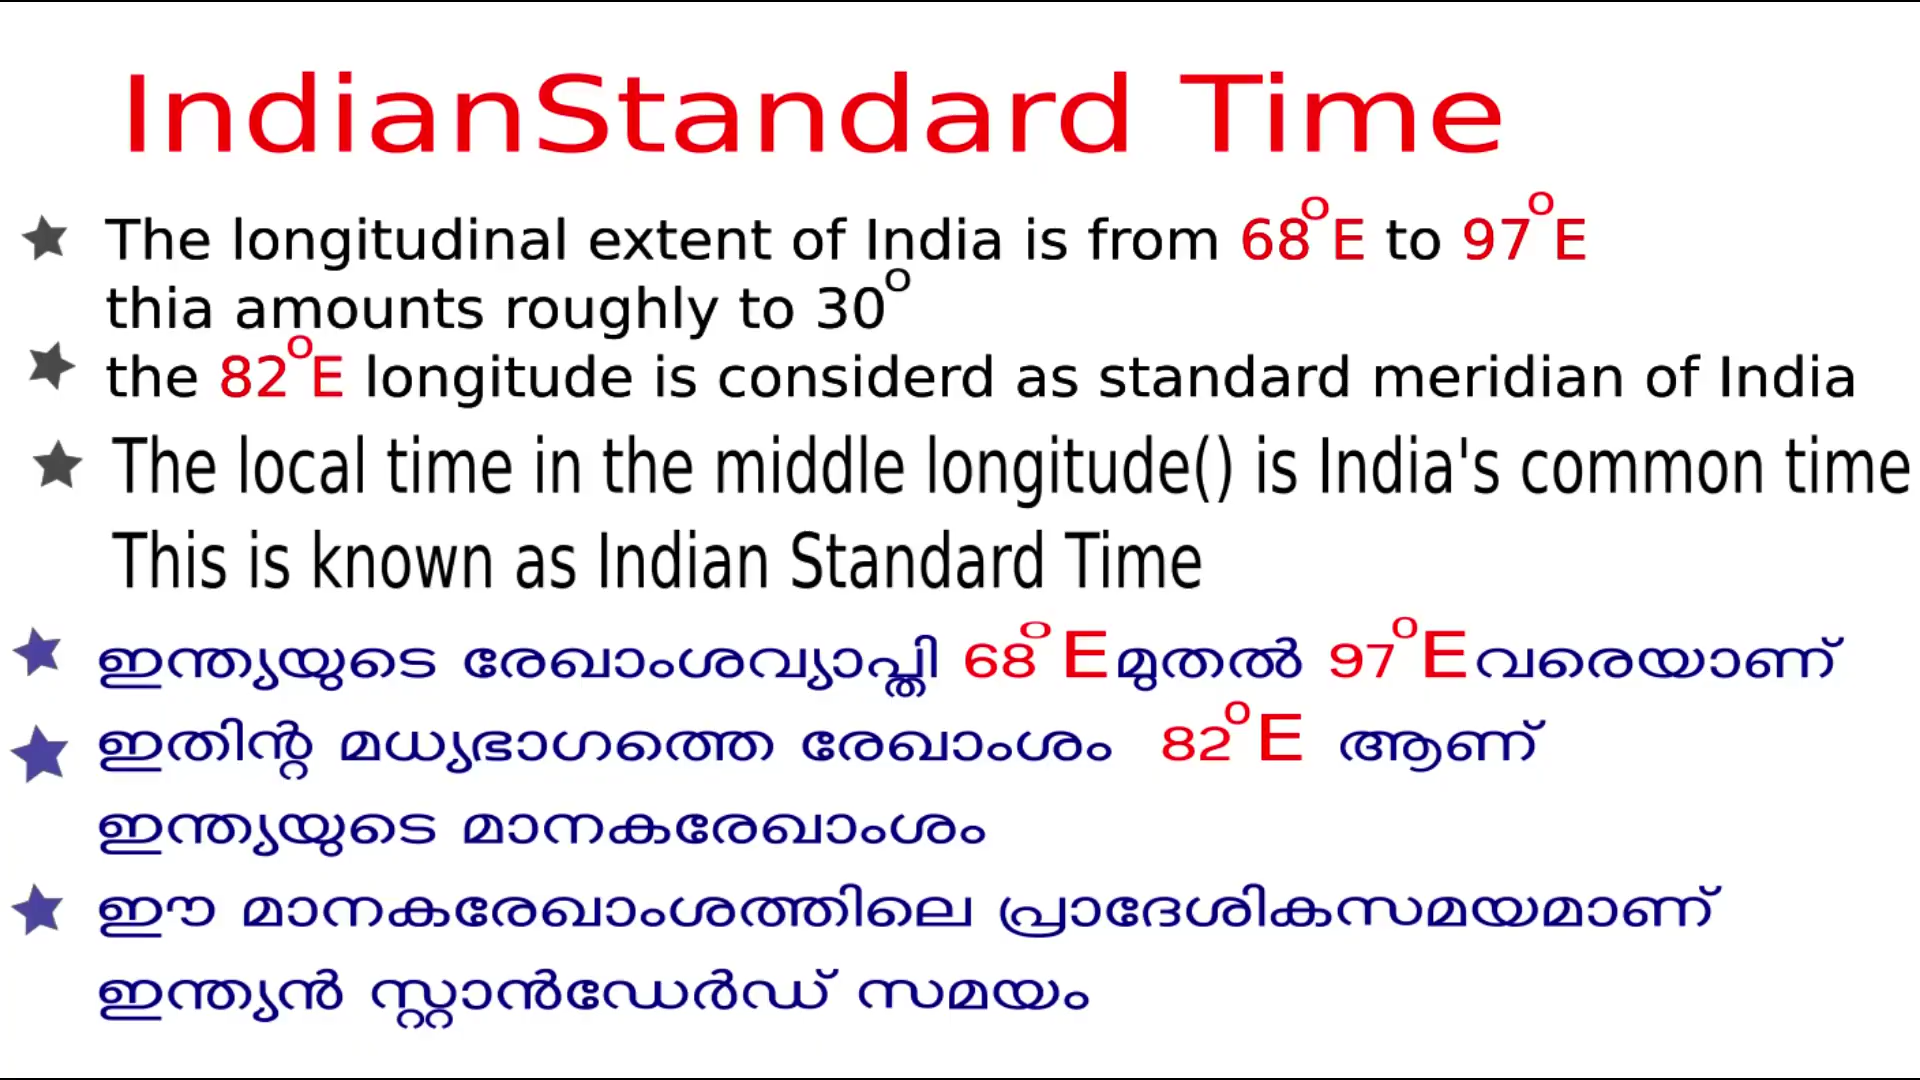 IndianStandard Time
The longitudinal extent of India is from 68°E to 97°E
thia amounts roughly to 30°
the 82°E longitude is considerd as standard meridian of India
The local time in the middle longitude() is India's common time
This is known as Indian Standard Time
ഇന്ത്യയുടെ രേഖാംശവ്യാപ്തി 68°Eമുതൽ 97°Eവരെയാണ്
ഇതിന്റ മധ്യഭാഗത്തെ രേഖാംശം 82°E ആണ്
ഇന്ത്യയുടെ മാനകരേഖാംശം
ഈ മാനകരേഖാംശത്തിലെ പ്രാദേശികസമയമാണ്
ഇന്ത്യൻ സ്റ്റാൻഡേർഡ് സമയം